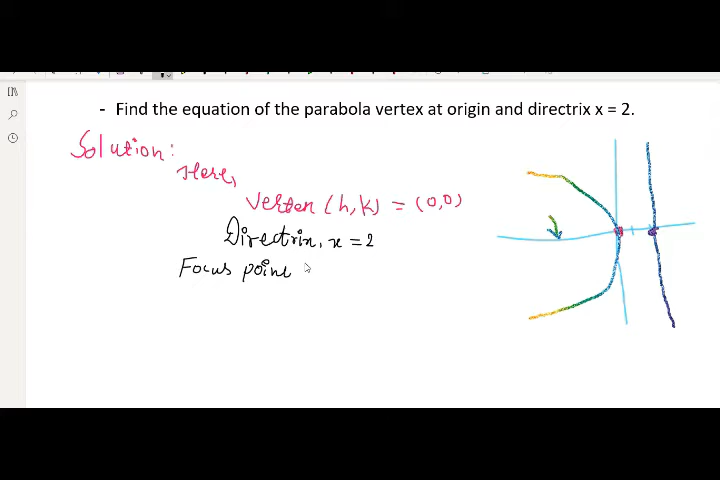 - Find the equation of the parabola vertex at origin and directrix x = 2.
Solution:
Here,
Vertex (h, k) = (0,0)
Directrix, x = 2
Focus point